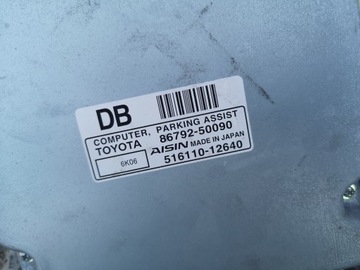 DB
COMPUTER, PARKING ASSIST
TOYOTA 86792-50090
6K06 AISIN MADE IN JAPAN
516110-12640